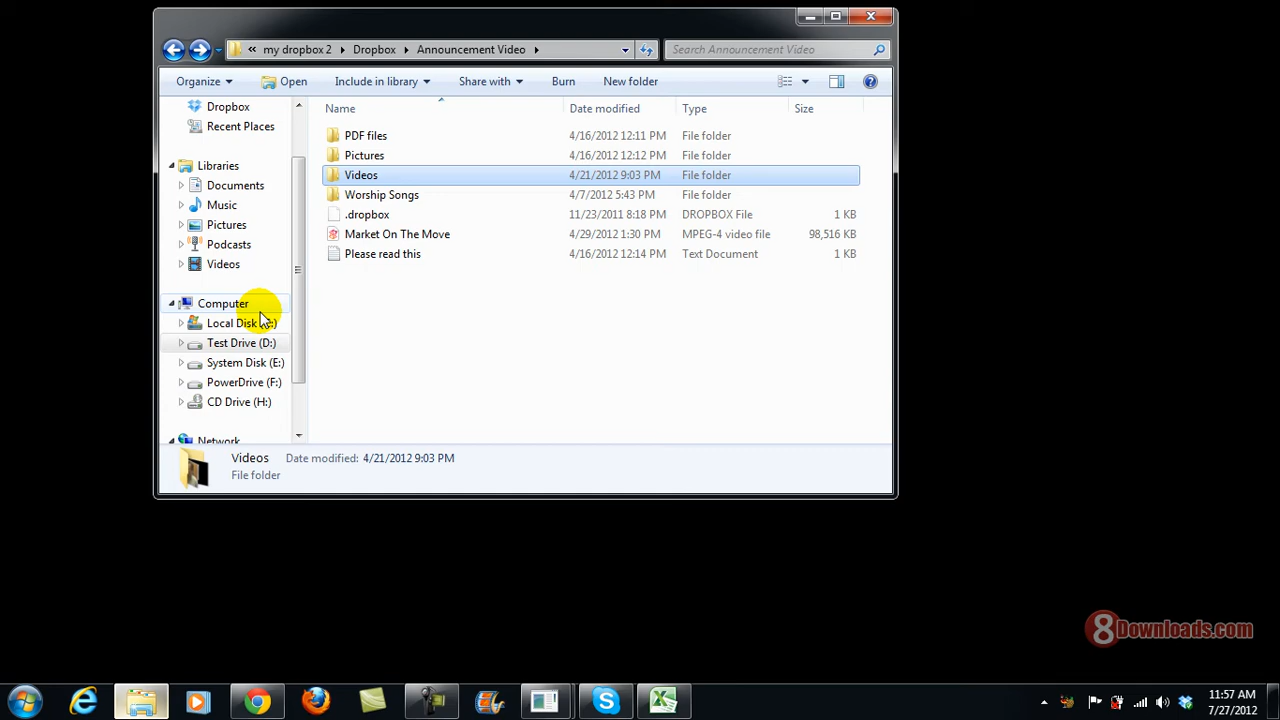 « my dropbox 2 Dropbox Announcement Video
Search Announcement Video
Organize Open Include in library Share with Burn New folder
Dropbox
Recent Places
Libraries
Documents
Music
Pictures
Podcasts
Videos
Computer
Local Disk :)
Test Drive (D:)
System Disk (E:)
PowerDrive (F:)
CD Drive (H:)
Network
Name Date modified Type Size
PDF files 4/16/2012 12:11 PM File folder
Pictures 4/16/2012 12:12 PM File folder
Videos 4/21/2012 9:03 PM File folder
Worship Songs 4/7/2012 5:43 PM File folder
.dropbox 11/23/2011 8:18 PM DROPBOX File 1 KB
Market On The Move 4/29/2012 1:30 PM MPEG-4 video file 98,516 KB
Please read this 4/16/2012 12:14 PM Text Document 1 KB
Videos Date modified: 4/21/2012 9:03 PM
File folder
8Downloads.com
11:57 AM
7/27/2012